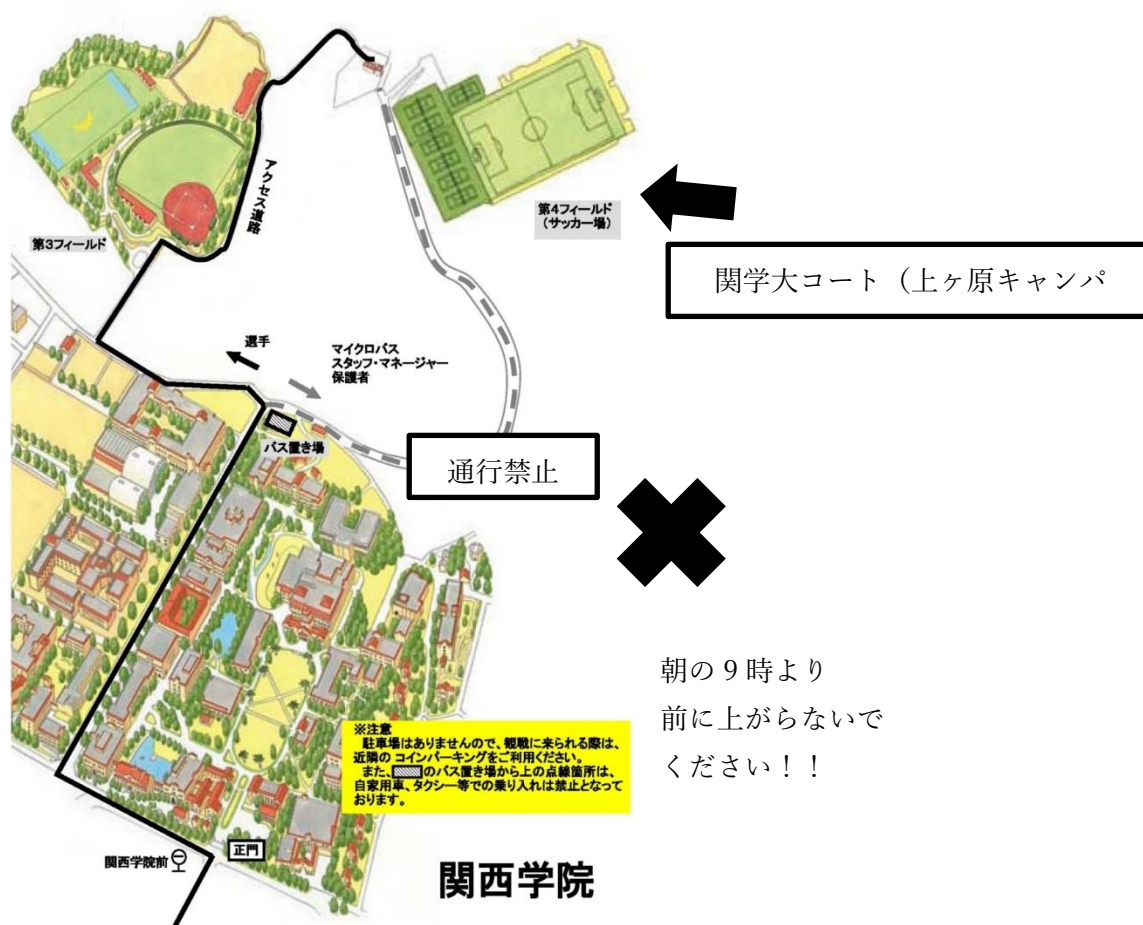 アクセス道路
第4フィールド
(サッカー場)
第3フィールド
関学大コート（上ヶ原キャンパ
選手
マイクロバス
スタッフ・マネージャー
保護者
バス置き場
通行禁止
朝の９時より
前に上がらないで
ください！！
※注意
駐車場はありませんので、観戦に来られる際は、
近隣の コインパーキングをご利用ください。
また、のバス置き場から上の点線箇所は、
自家用車、タクシー等での乗り入れは禁止となって
おります。
正門
関西学院前
関西学院